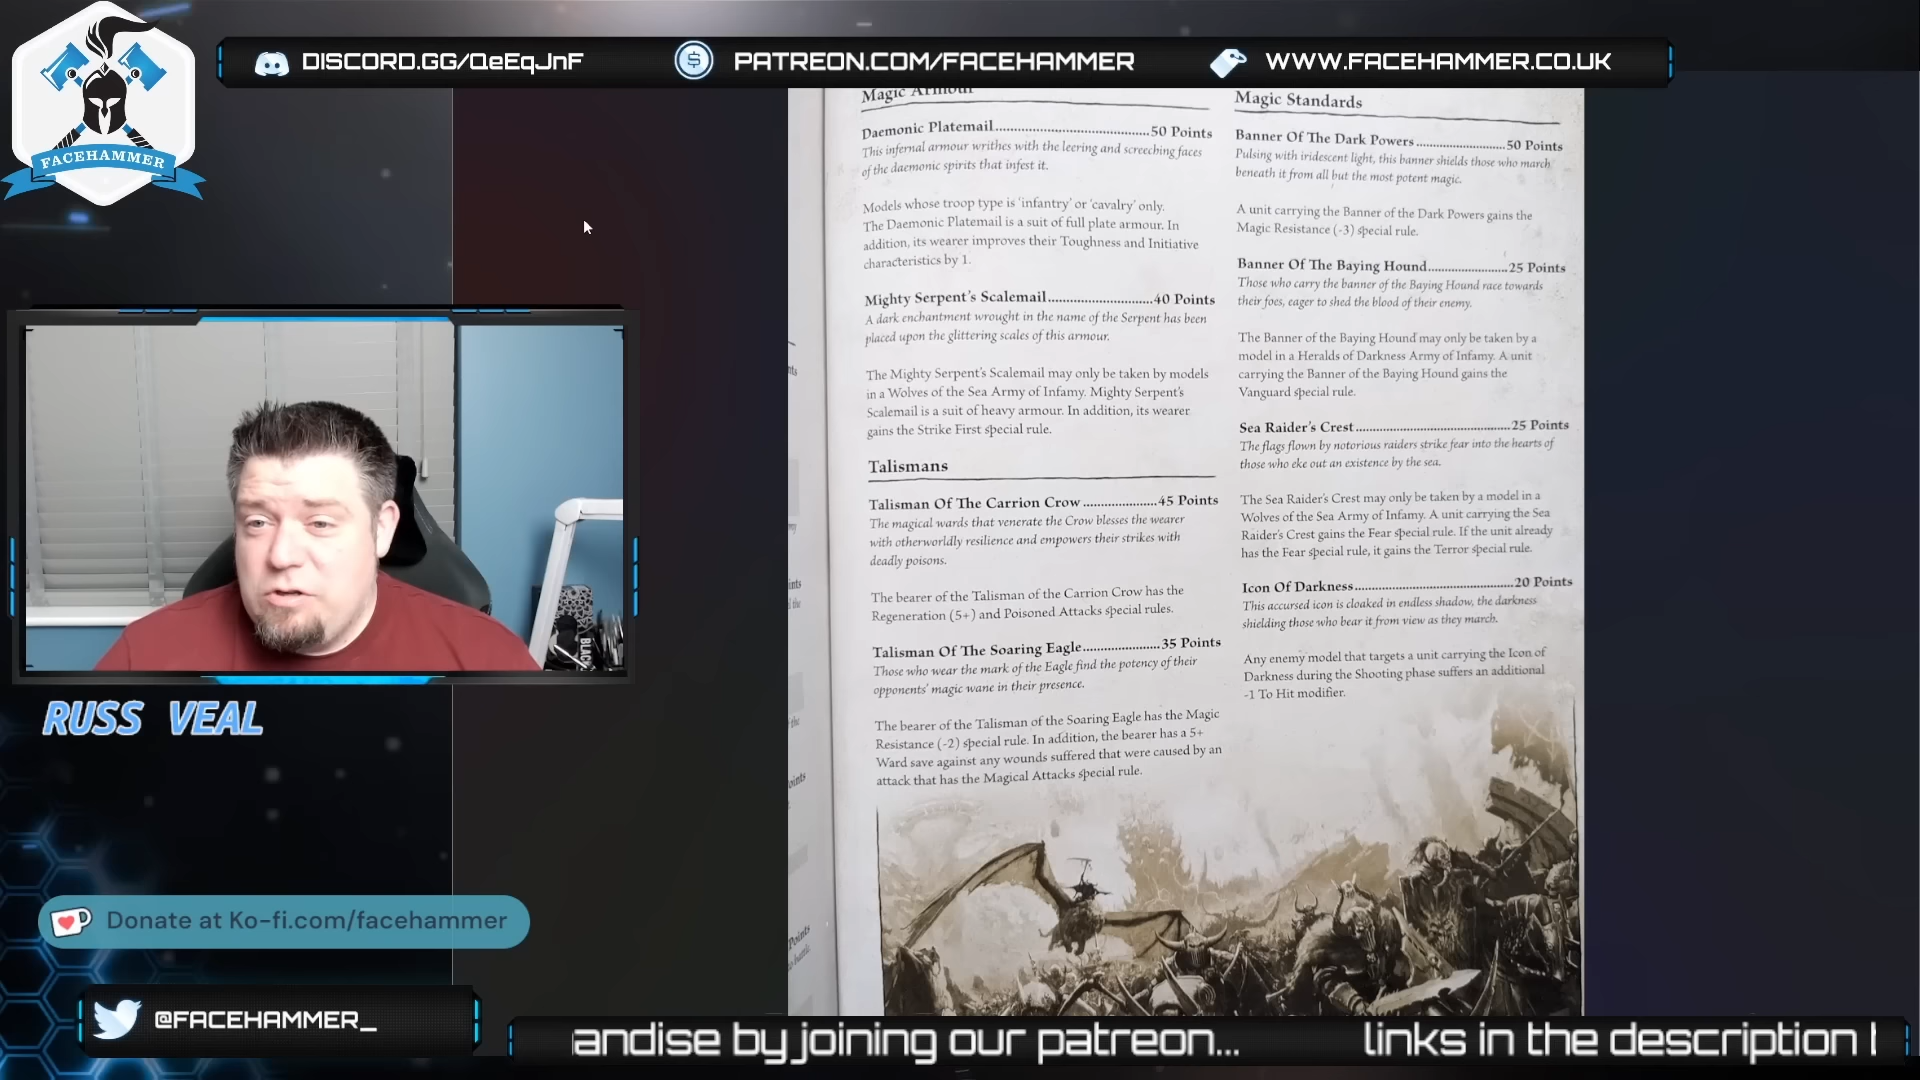 DISCORD.GG/QeEqJnF
PATREON.COM/FACEHAMMER
WWW.FACEHAMMER.CO.UK
FACEHAMMER
Magic Armour
Daemonic Platemail..........50 Points
This infernal armour writhes with the leering and screeching faces
of the daemonic spirits that infest it.
Models whose troop type is 'infantry' or 'cavalry' only.
The Daemonic Platemail is a suit of full plate armour. In
addition, its wearer improves their Toughness and Initiative
characteristics by 1.
Mighty Serpent's Scalemail..........40 Points
A dark enchantment wrought in the name of the Serpent has been
placed upon the glittering scales of this armour.
The Mighty Serpent's Scalemail may only be taken by models
in a Wolves of the Sea Army of Infamy. Mighty Serpent's
Scalemail is a suit of heavy armour. In addition, its wearer
gains the Strike First special rule.
Talismans
Talisman Of The Carrion Crow..........45 Points
The magical wards that venerate the Crow blesses the wearer
with otherworldly resilience and empowers their strikes with
deadly poisons.
The bearer of the Talisman of the Carrion Crow has the
Regeneration (5+) and Poisoned Attacks special rules.
Talisman Of The Soaring Eagle..........35 Points
Those who wear the mark of the Eagle find the potency of their
opponents' magic wane in their presence.
The bearer of the Talisman of the Soaring Eagle has the Magic
Resistance (-2) special rule. In addition, the bearer has a 5+
Ward save against any wounds suffered that were caused by an
attack that has the Magical Attacks special rule.
Magic Standards
Banner Of The Dark Powers..........50 Points
Pulsing with iridescent light, this banner shields those who march
beneath it from all but the most potent magic.
A unit carrying the Banner of the Dark Powers gains the
Magic Resistance (-3) special rule.
Banner Of The Baying Hound..........25 Points
Those who carry the banner of the Baying Hound race towards
their foes, eager to shed the blood of their enemy.
The Banner of the Baying Hound may only be taken by a
model in a Heralds of Darkness Army of Infamy. A unit
carrying the Banner of the Baying Hound gains the
Vanguard special rule.
Sea Raider's Crest..........25 Points
The flags flown by notorious raiders strike fear into the hearts of
those who eke out an existence by the sea.
The Sea Raider's Crest may only be taken by a model in a
Wolves of the Sea Army of Infamy. A unit carrying the Sea
Raider's Crest gains the Fear special rule. If the unit already
has the Fear special rule, it gains the Terror special rule.
Icon Of Darkness..........20 Points
This accursed icon is cloaked in endless shadow, the darkness
shielding those who bear it from view as they march.
Any enemy model that targets a unit carrying the Icon of
Darkness during the Shooting phase suffers an additional
-1 To Hit modifier.
RUSS VEAL
Donate at Ko-fi.com/facehammer
@FACEHAMMER_
andise by joining our patreon...
links in the description